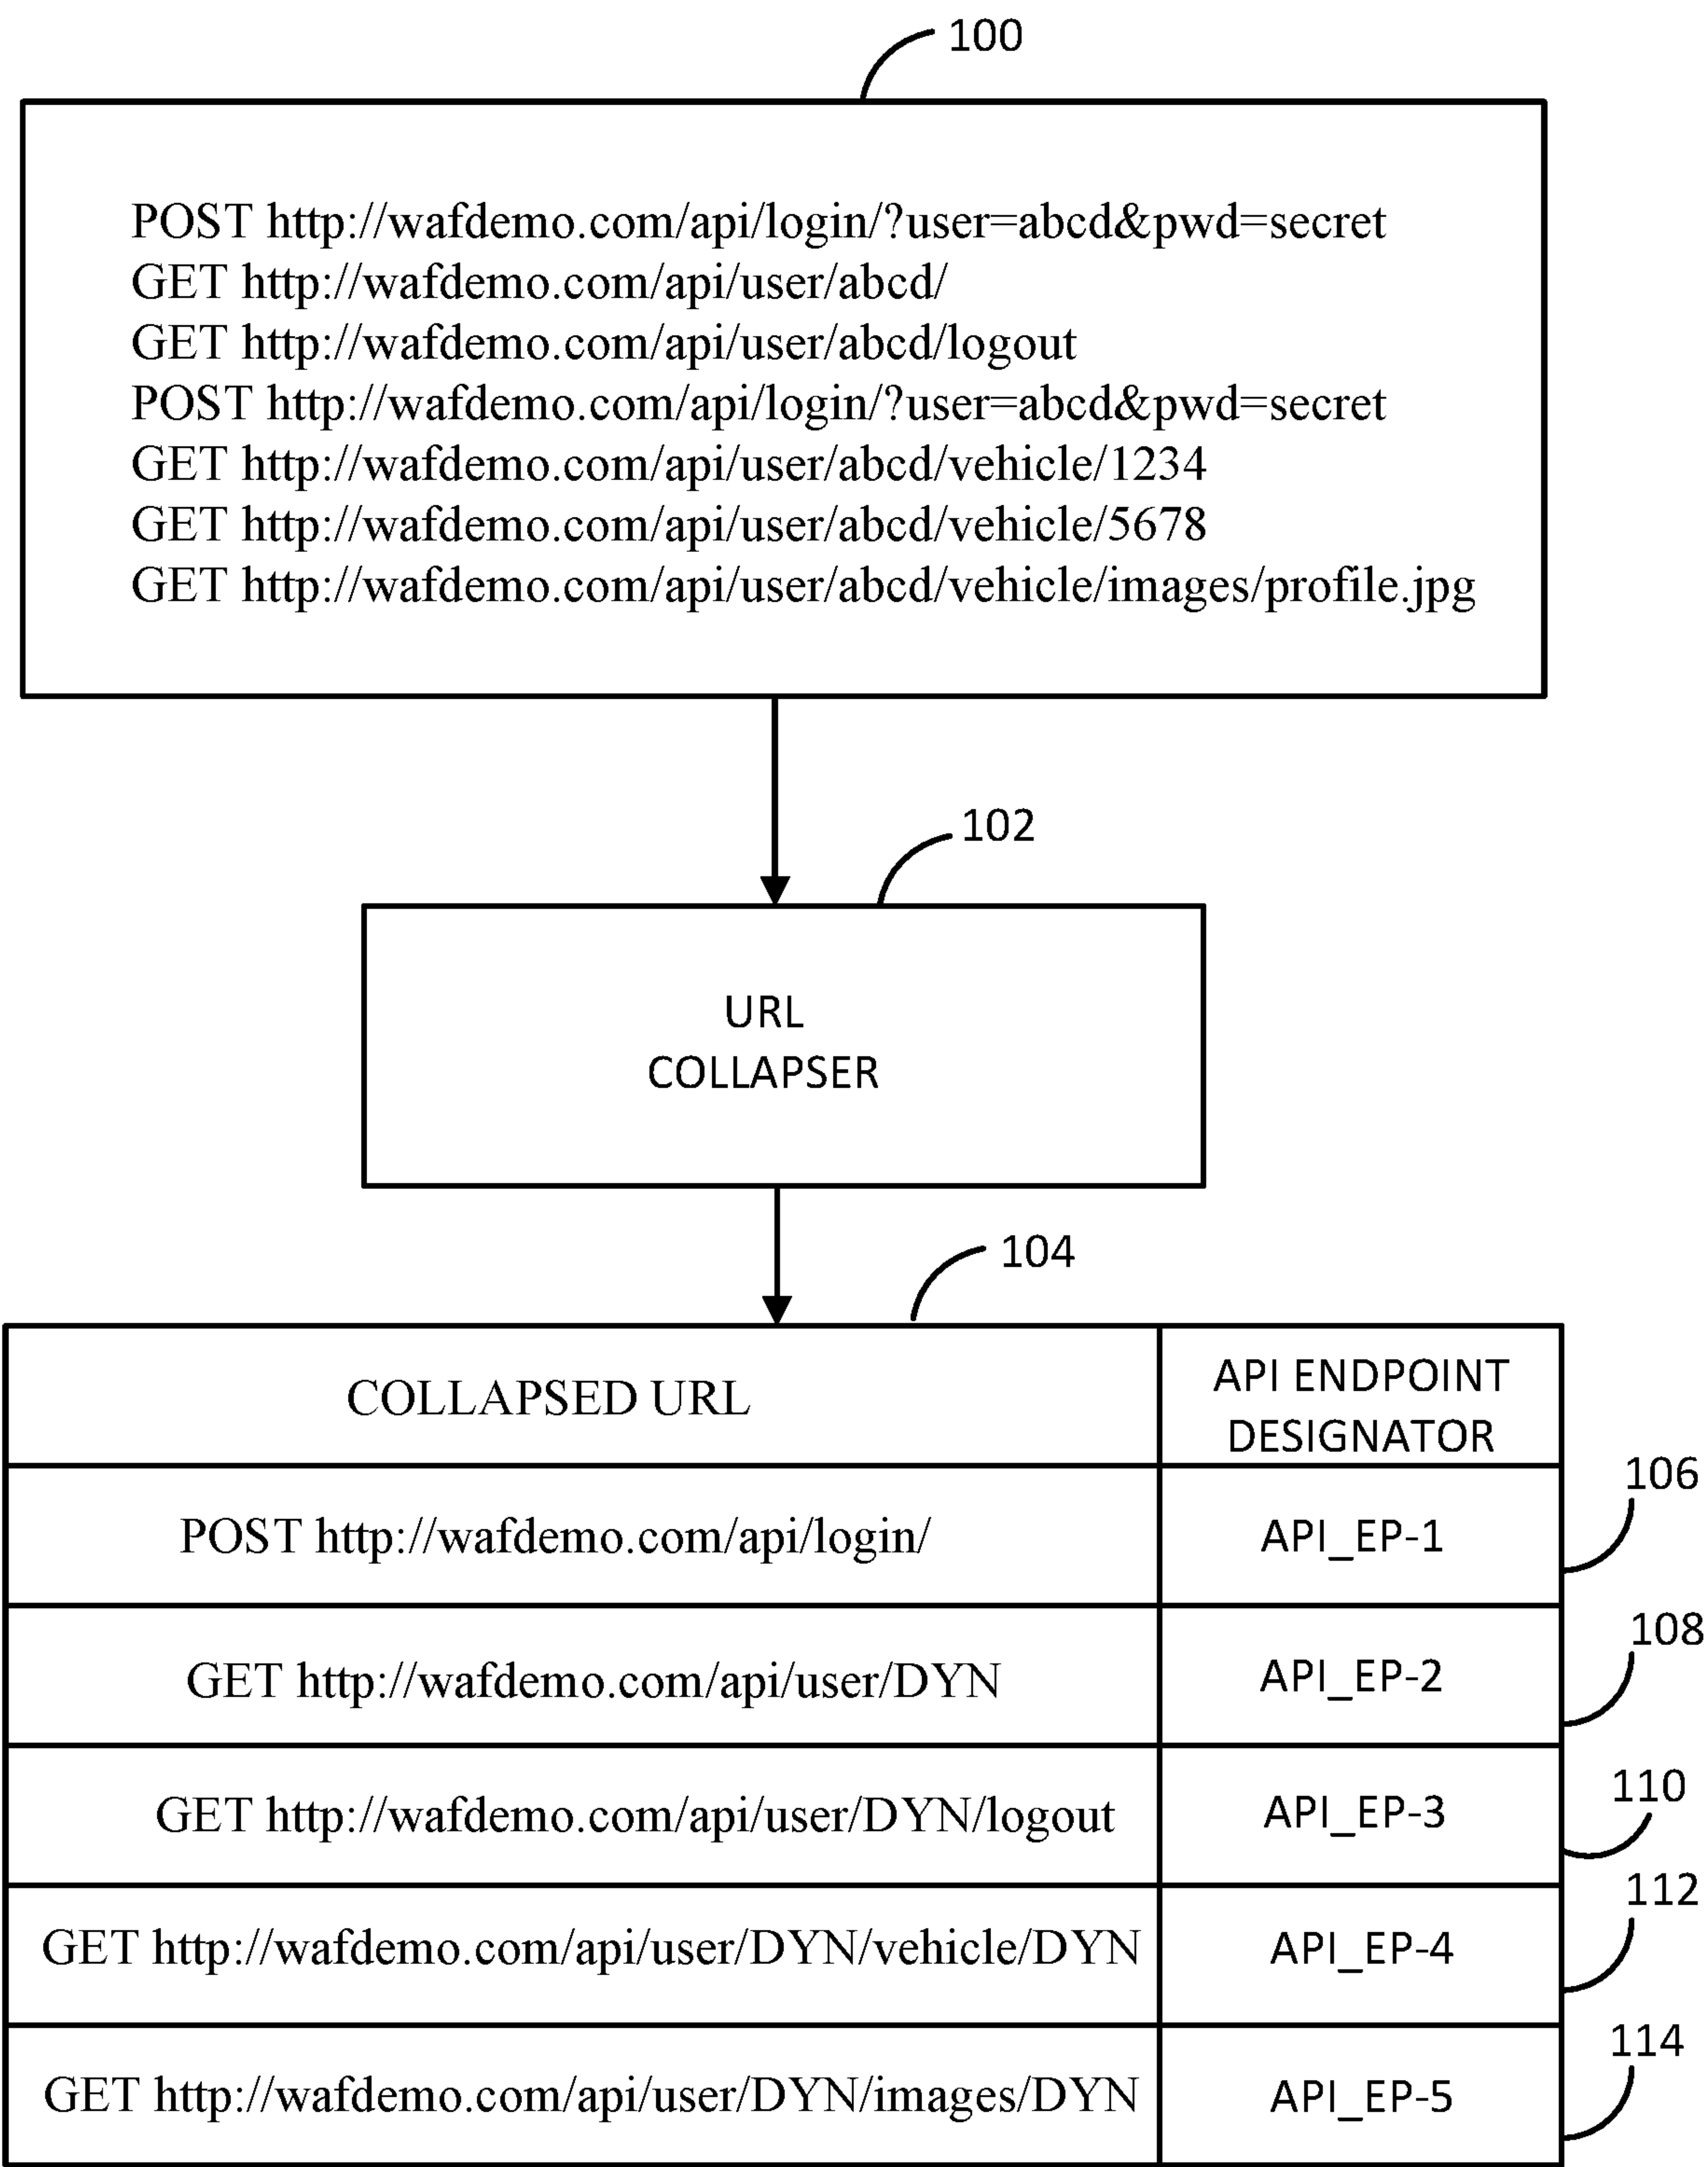 100
POST http://wafdemo.com/api/login/?user=abcd&pwd=secret
GET http://wafdemo.com/api/user/abcd/
GET http://wafdemo.com/api/user/abcd/logout
POST http://wafdemo.com/api/login/?user=abcd&pwd=secret
GET http://wafdemo.com/api/user/abcd/vehicle/1234
GET http://wafdemo.com/api/user/abcd/vehicle/5678
GET http://wafdemo.com/api/user/abcd/vehicle/images/profile.jpg
102
URL
COLLAPSER
104
COLLAPSED URL
API ENDPOINT
DESIGNATOR
106
POST http://wafdemo.com/api/login/
API_EP-1
108
GET http://wafdemo.com/api/user/DYN
API_EP-2
110
GET http://wafdemo.com/api/user/DYN/logout
API_EP-3
112
GET http://wafdemo.com/api/user/DYN/vehicle/DYN
API_EP-4
114
GET http://wafdemo.com/api/user/DYN/images/DYN
API_EP-5